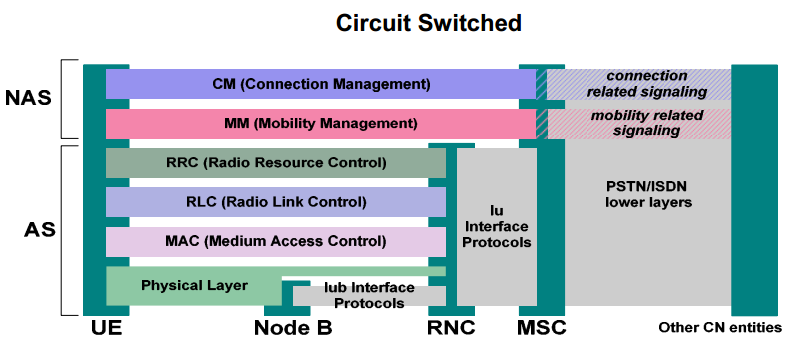 Circuit Switched
NAS
CM (Connection Management)
connection
related signaling
MM (Mobility Management)
mobility related
signaling
AS
RRC (Radio Resource Control)
RLC (Radio Link Control)
MAC (Medium Access Control)
Physical Layer
Iub Interface
Protocols
Iu
Interface
Protocols
PSTN/ISDN
lower layers
UE
Node B
RNC
MSC
Other CN entities